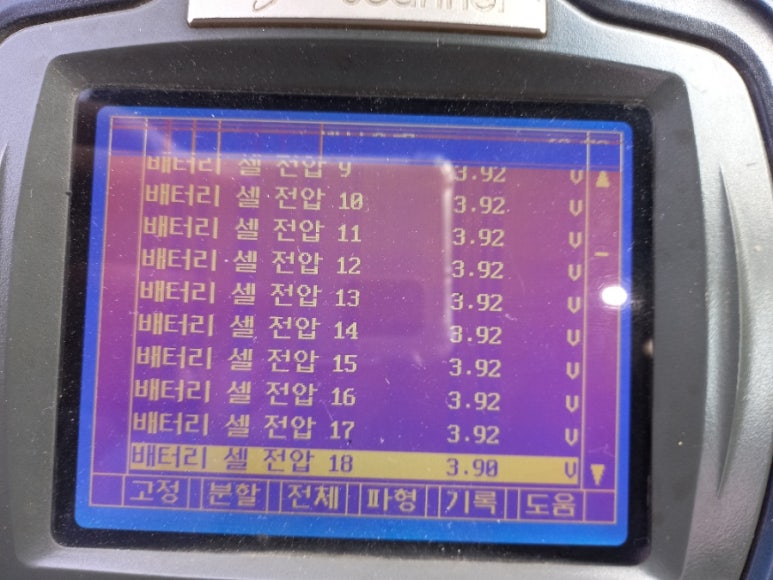 scanner
배터리 셀 전압 9 3.92 V
배터리 셀 전압 10 3.92 V
배터리 셀 전압 11 3.92 V
배터리 셀 전압 12 3.92 V
배터리 셀 전압 13 3.92 V
배터리 셀 전압 14 3.92 V
배터리 셀 전압 15 3.92 V
배터리 셀 전압 16 3.92 V
배터리 셀 전압 17 3.92 V
배터리 셀 전압 18 3.90 V
고정 분할 전체 파형 기록 도움